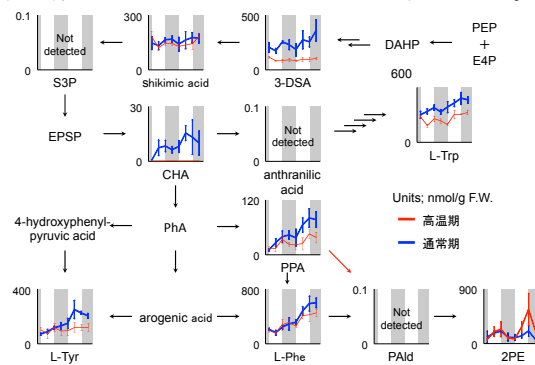 0.1
Not
detected
0
S3P
300
0
shikimic acid
500
0
3-DSA
DAHP
PEP
+
E4P
600
0
L-Trp
EPSP
30
0
CHA
0.1
Not
detected
0
anthranilic
acid
Units; nmol/g F.W.
高温期
通常期
4-hydroxyphenyl-
pyruvic acid
PhA
120
0
PPA
400
0
L-Tyr
arogenic acid
800
0
L-Phe
0.1
Not
detected
0
PAld
900
0
2PE